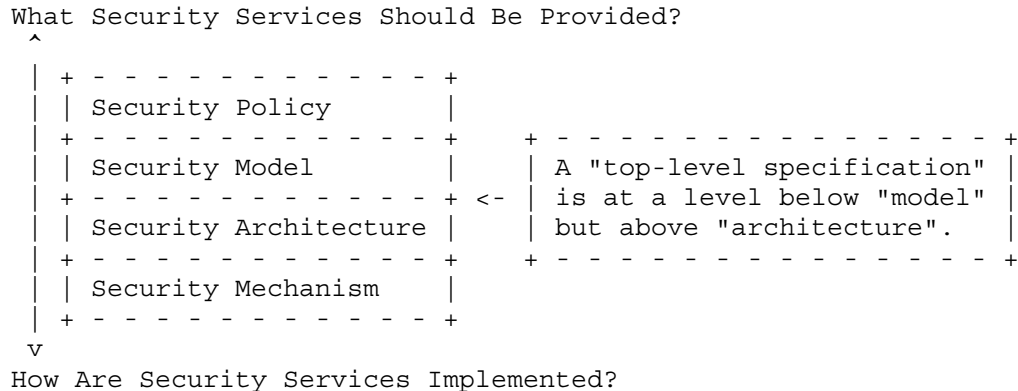 What Security Services Should Be Provided?
 ^
 | + - - - - - - - - - - - - +
 | | Security Policy         |
 | + - - - - - - - - - - - - +    + - - - - - - - - - - - - - - - +
 | | Security Model          |    | A "top-level specification" |
 | + - - - - - - - - - - - - + <- | is at a level below "model" |
 | | Security Architecture |      | but above "architecture".   |
 | + - - - - - - - - - - - - +    + - - - - - - - - - - - - - - - +
 | | Security Mechanism      |
 | + - - - - - - - - - - - - +
 v
How Are Security Services Implemented?